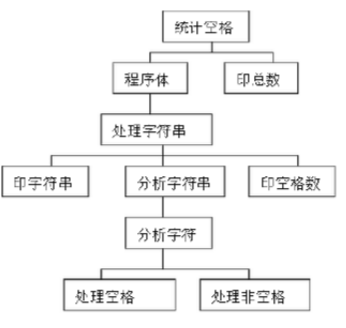 统计空格
程序体
印总数
处理字符串
印字符串
分析字符串
印空格数
分析字符
处理空格
处理非空格